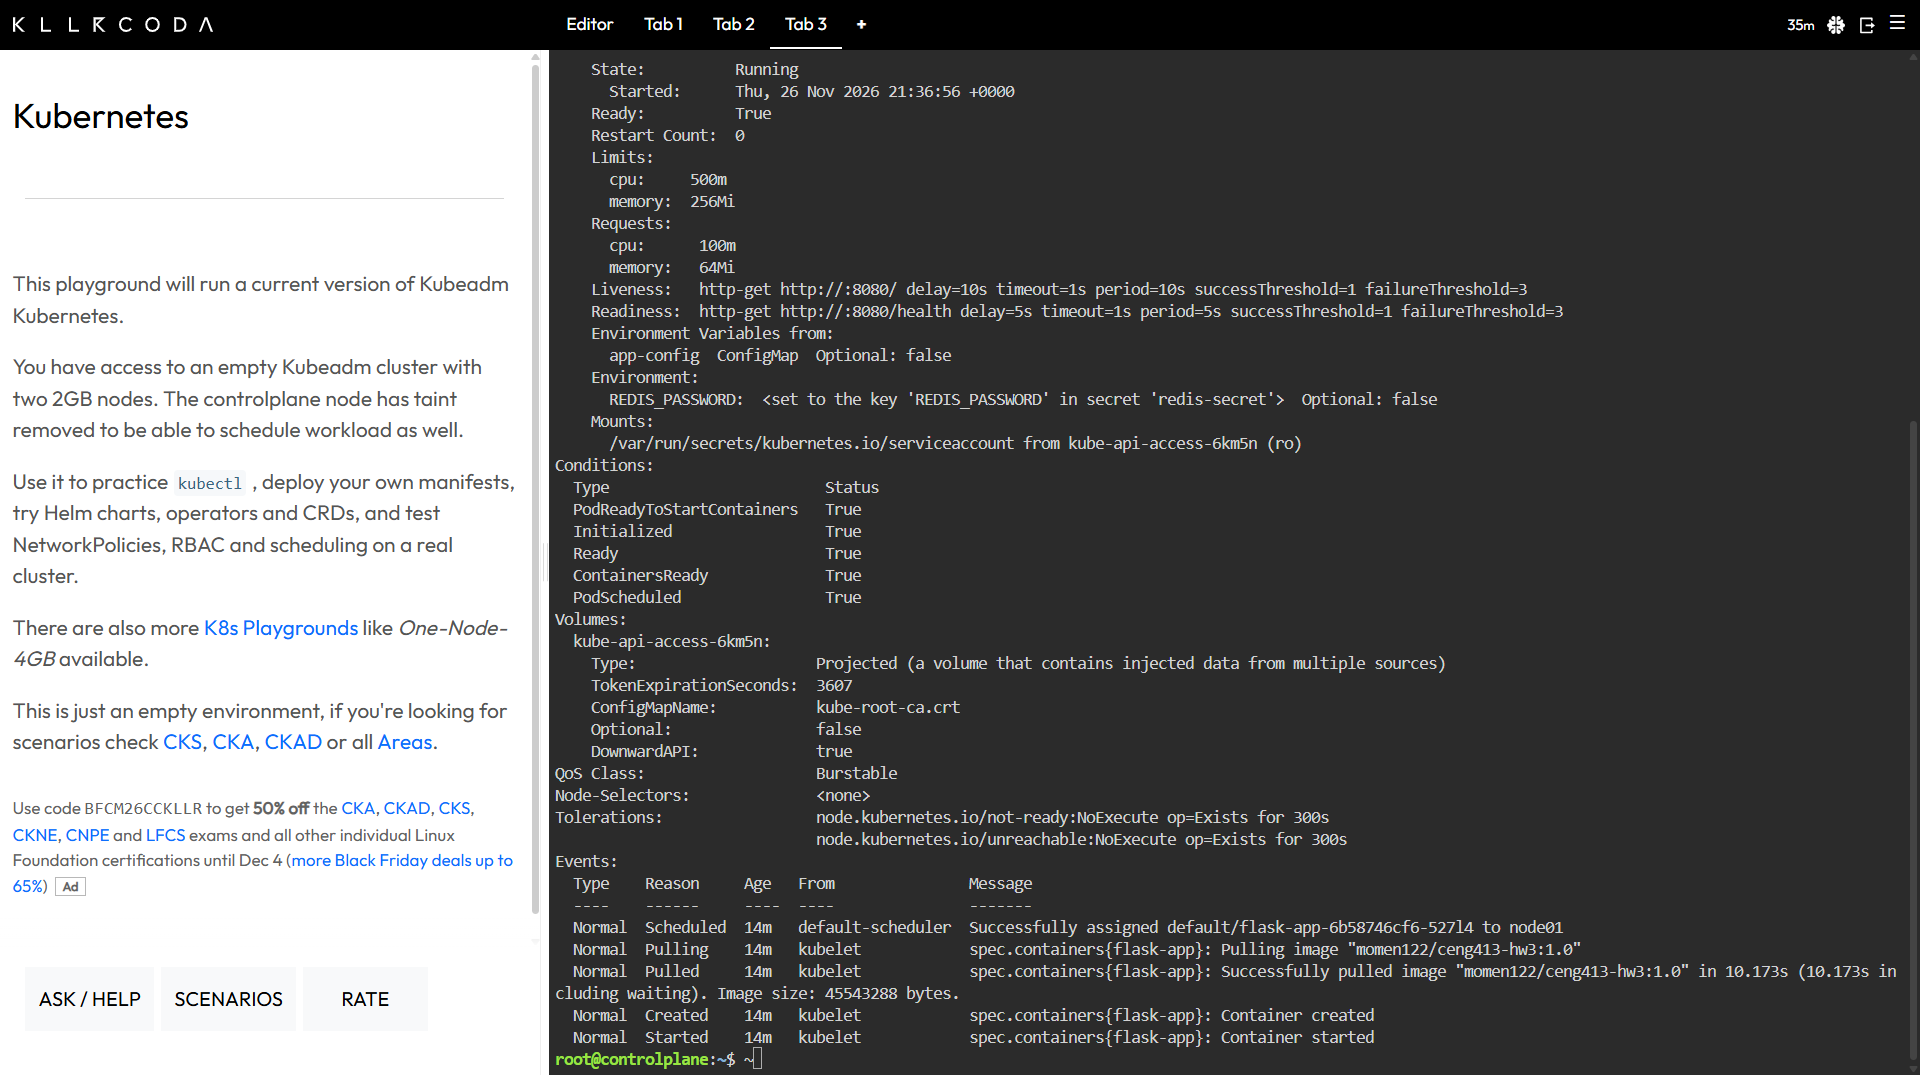 KLLRCODA
Editor Tab 1 Tab 2 Tab 3 +
35m
Kubernetes
This playground will run a current version of Kubeadm
Kubernetes.
You have access to an empty Kubeadm cluster with
two 2GB nodes. The controlplane node has taint
removed to be able to schedule workload as well.
Use it to practice kubectl , deploy your own manifests,
try Helm charts, operators and CRDs, and test
NetworkPolicies, RBAC and scheduling on a real
cluster.
There are also more K8s Playgrounds like One-Node-
4GB available.
This is just an empty environment, if you're looking for
scenarios check CKS, CKA, CKAD or all Areas.
Use code BFCM26CCKLLR to get 50% off the CKA, CKAD, CKS,
CKNE, CNPE and LFCS exams and all other individual Linux
Foundation certifications until Dec 4 (more Black Friday deals up to
65%) Ad
ASK / HELP SCENARIOS RATE
State: Running
Started: Thu, 26 Nov 2026 21:36:56 +0000
Ready: True
Restart Count: 0
Limits:
cpu: 500m
memory: 256Mi
Requests:
cpu: 100m
memory: 64Mi
Liveness: http-get http://:8080/ delay=10s timeout=1s period=10s successThreshold=1 failureThreshold=3
Readiness: http-get http://:8080/health delay=5s timeout=1s period=5s successThreshold=1 failureThreshold=3
Environment Variables from:
app-config ConfigMap Optional: false
Environment:
REDIS_PASSWORD: <set to the key 'REDIS_PASSWORD' in secret 'redis-secret'> Optional: false
Mounts:
/var/run/secrets/kubernetes.io/serviceaccount from kube-api-access-6km5n (ro)
Conditions:
Type Status
PodReadyToStartContainers True
Initialized True
Ready True
ContainersReady True
PodScheduled True
Volumes:
kube-api-access-6km5n:
Type: Projected (a volume that contains injected data from multiple sources)
TokenExpirationSeconds: 3607
ConfigMapName: kube-root-ca.crt
Optional: false
DownwardAPI: true
QoS Class: Burstable
Node-Selectors: <none>
Tolerations: node.kubernetes.io/not-ready:NoExecute op=Exists for 300s
node.kubernetes.io/unreachable:NoExecute op=Exists for 300s
Events:
Type Reason Age From Message
---- ------ ---- ---- -------
Normal Scheduled 14m default-scheduler Successfully assigned default/flask-app-6b58746cf6-527l4 to node01
Normal Pulling 14m kubelet spec.containers{flask-app}: Pulling image "momen122/ceng413-hw3:1.0"
Normal Pulled 14m kubelet spec.containers{flask-app}: Successfully pulled image "momen122/ceng413-hw3:1.0" in 10.173s (10.173s in
cluding waiting). Image size: 45543288 bytes.
Normal Created 14m kubelet spec.containers{flask-app}: Container created
Normal Started 14m kubelet spec.containers{flask-app}: Container started
root@controlplane:~$ ~